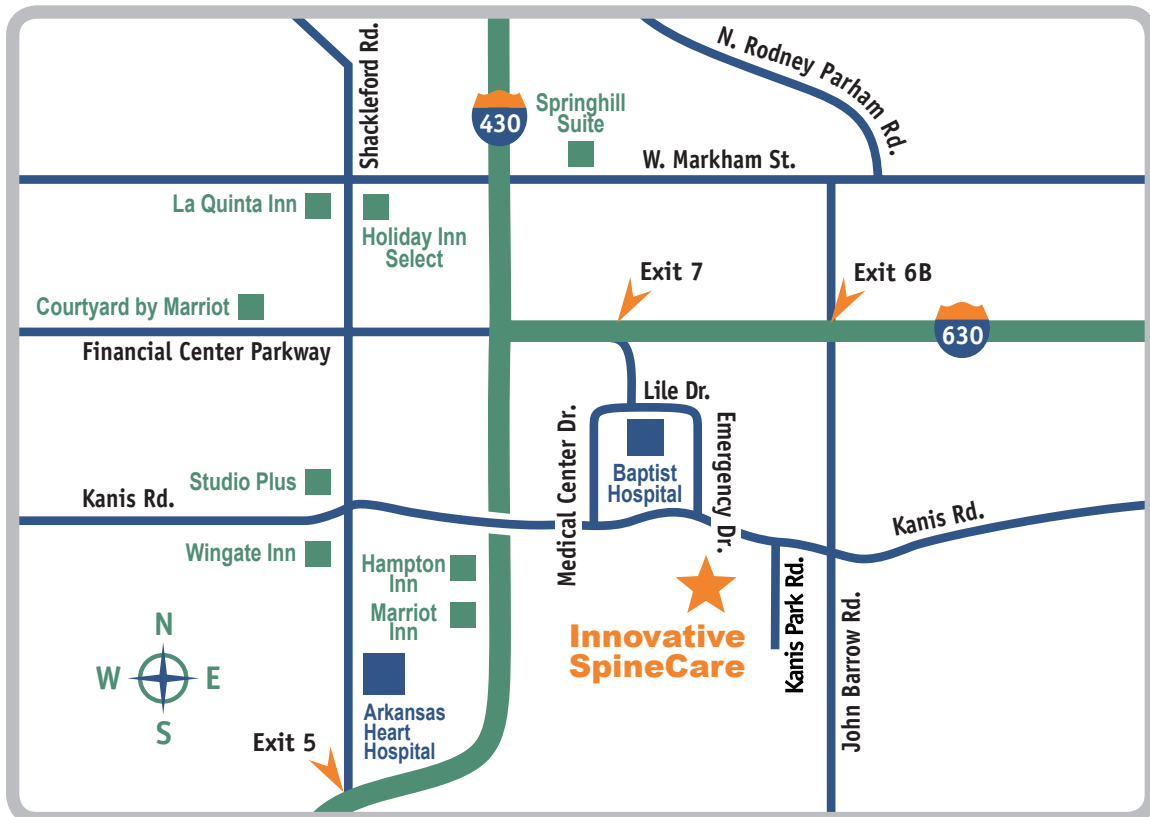 Shackleford Rd.
N. Rodney Parham Rd.
430
Springhill
Suite
W. Markham St.
La Quinta Inn
Holiday Inn
Select
Exit 7
Exit 6B
Courtyard by Marriot
630
Financial Center Parkway
Lile Dr.
Medical Center Dr.
Emergency Dr.
Baptist
Hospital
Studio Plus
Kanis Rd.
Kanis Rd.
Wingate Inn
Hampton
Inn
Marriot
Inn
Kanis Park Rd.
John Barrow Rd.
Innovative
SpineCare
N
W
E
S
Arkansas
Heart
Hospital
Exit 5